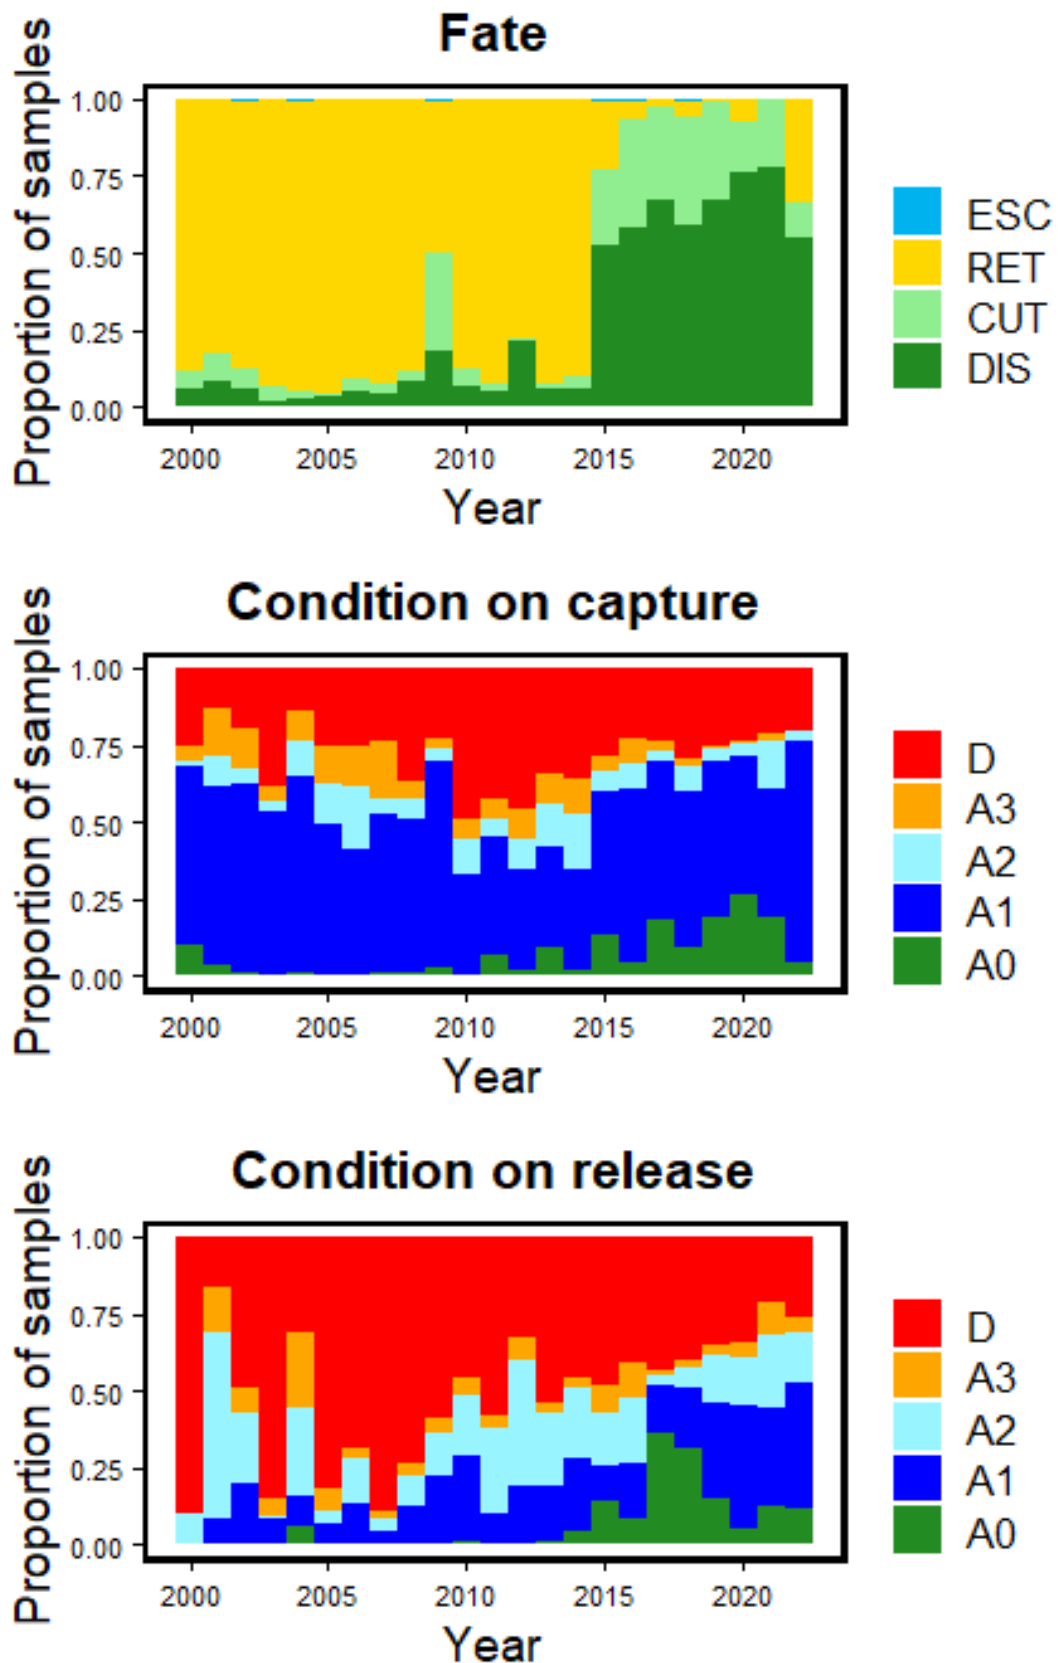 Fate
Proportion of samples
1.00
0.75
0.50
0.25
0.00
2000 2005 2010 2015 2020
Year
ESC
RET
CUT
DIS
Condition on capture
Proportion of samples
1.00
0.75
0.50
0.25
0.00
2000 2005 2010 2015 2020
Year
D
A3
A2
A1
A0
Condition on release
Proportion of samples
1.00
0.75
0.50
0.25
0.00
2000 2005 2010 2015 2020
Year
D
A3
A2
A1
A0